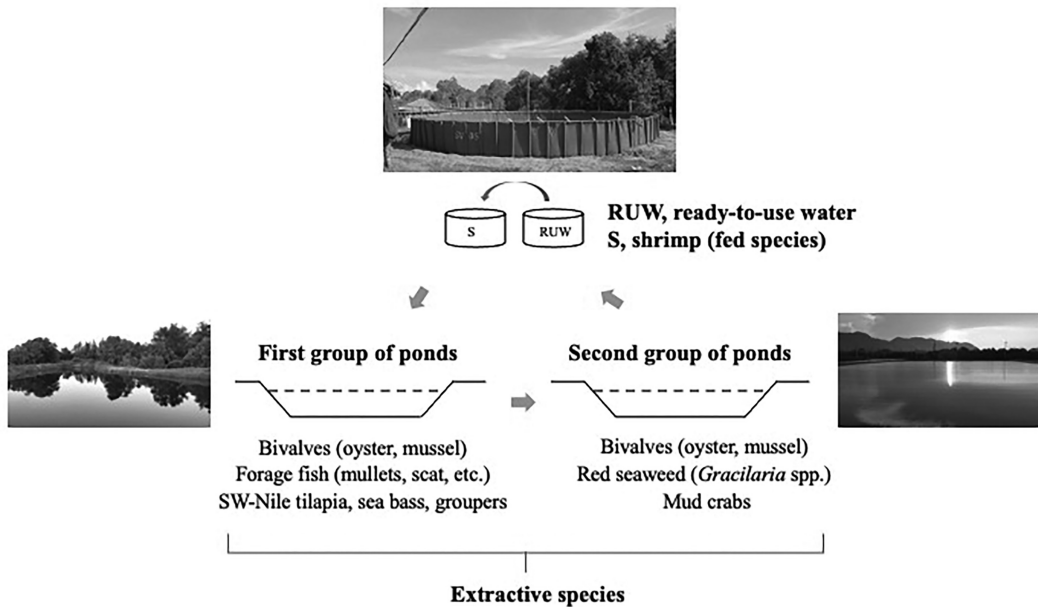 S
RUW
RUW, ready-to-use water
S, shrimp (fed species)
First group of ponds
Bivalves (oyster, mussel)
Forage fish (mullets, scat, etc.)
SW-Nile tilapia, sea bass, groupers
Second group of ponds
Bivalves (oyster, mussel)
Red seaweed (Gracilaria spp.)
Mud crabs
Extractive species